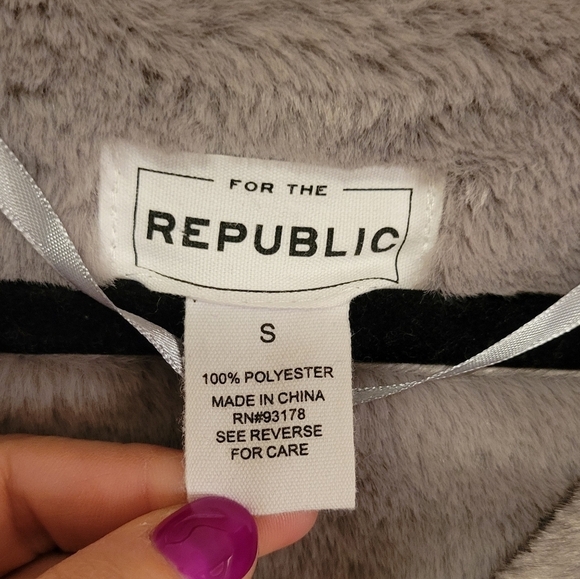 FOR THE
REPUBLIC
S
100% POLYESTER
MADE IN CHINA
RN#93178
SEE REVERSE
FOR CARE